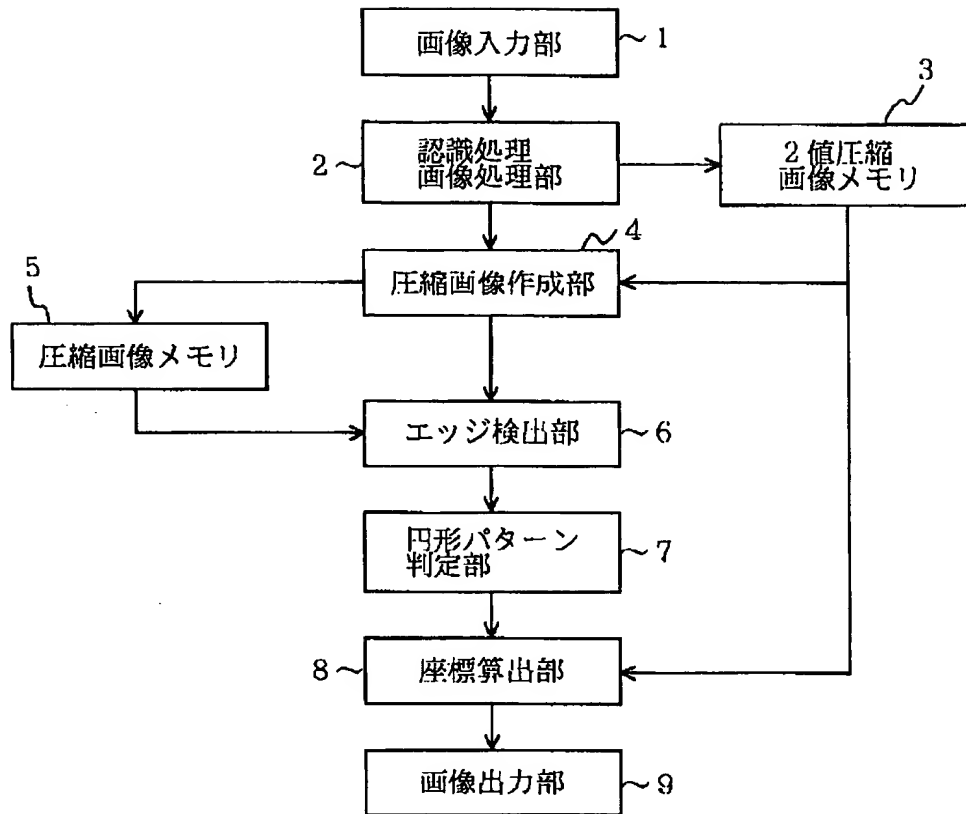 画像入力部
1
認識処理
画像処理部
2
2値圧縮
画像メモリ
3
圧縮画像作成部
4
5
圧縮画像メモリ
エッジ検出部
6
円形パターン
判定部
7
8
座標算出部
画像出力部
9